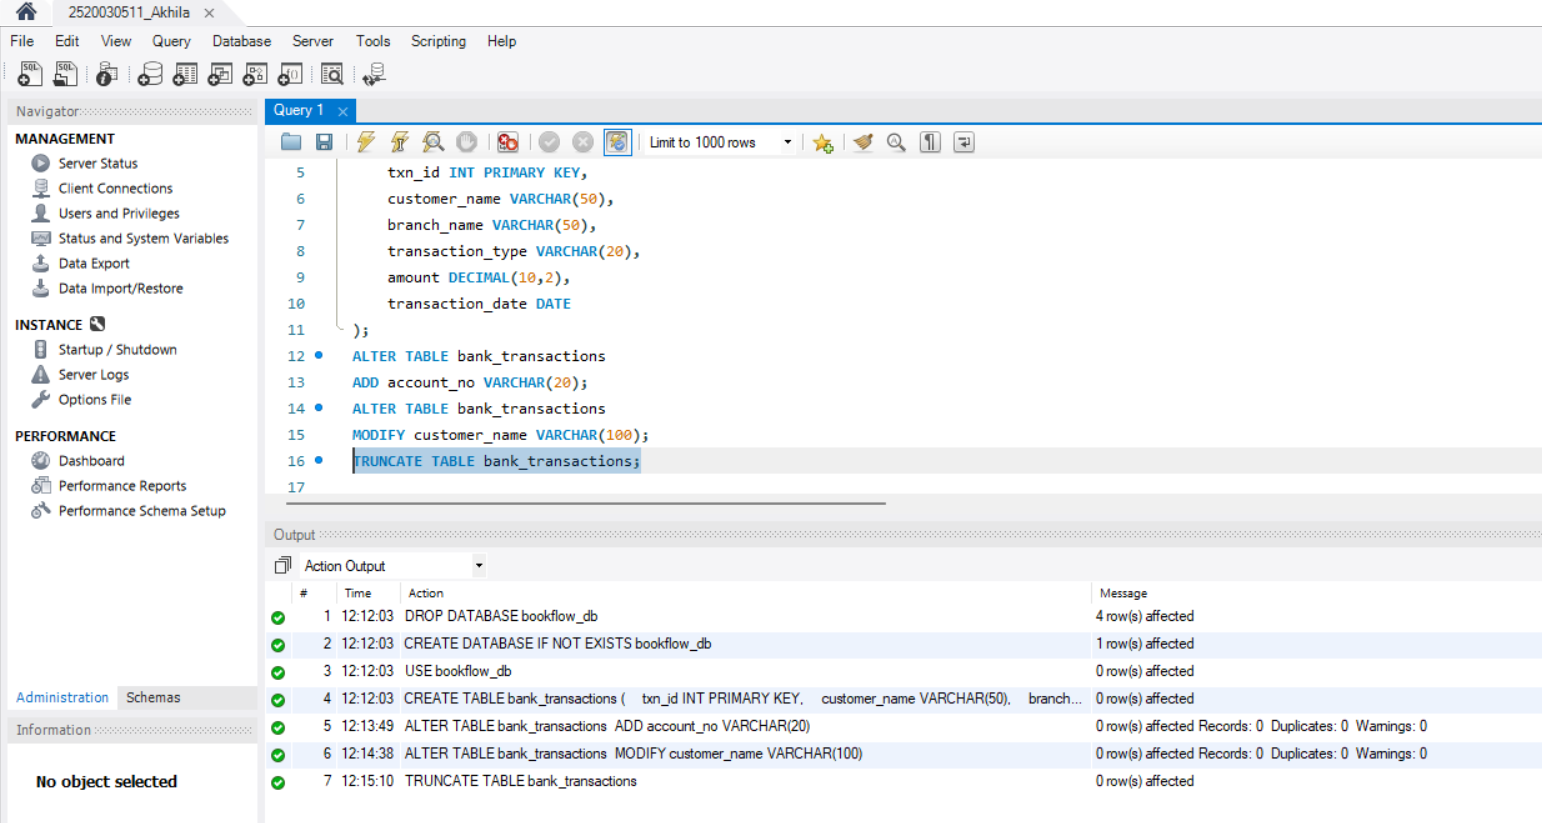 2520030511_Akhila ×
File Edit View Query Database Server Tools Scripting Help
SQL SQL
Navigator
MANAGEMENT
Server Status
Client Connections
Users and Privileges
Status and System Variables
Data Export
Data Import/Restore
INSTANCE
Startup / Shutdown
Server Logs
Options File
PERFORMANCE
Dashboard
Performance Reports
Performance Schema Setup
Administration Schemas
Information
No object selected
Query 1 ×
Limit to 1000 rows
5 txn_id INT PRIMARY KEY,
6 customer_name VARCHAR(50),
7 branch_name VARCHAR(50),
8 transaction_type VARCHAR(20),
9 amount DECIMAL(10,2),
10 transaction_date DATE
11 );
12 ALTER TABLE bank_transactions
13 ADD account_no VARCHAR(20);
14 ALTER TABLE bank_transactions
15 MODIFY customer_name VARCHAR(100);
16 TRUNCATE TABLE bank_transactions;
17
Output
Action Output
# Time Action Message
1 12:12:03 DROP DATABASE bookflow_db 4 row(s) affected
2 12:12:03 CREATE DATABASE IF NOT EXISTS bookflow_db 1 row(s) affected
3 12:12:03 USE bookflow_db 0 row(s) affected
4 12:12:03 CREATE TABLE bank_transactions ( txn_id INT PRIMARY KEY, customer_name VARCHAR(50), branch... 0 row(s) affected
5 12:13:49 ALTER TABLE bank_transactions ADD account_no VARCHAR(20) 0 row(s) affected Records: 0 Duplicates: 0 Warnings: 0
6 12:14:38 ALTER TABLE bank_transactions MODIFY customer_name VARCHAR(100) 0 row(s) affected Records: 0 Duplicates: 0 Warnings: 0
7 12:15:10 TRUNCATE TABLE bank_transactions 0 row(s) affected